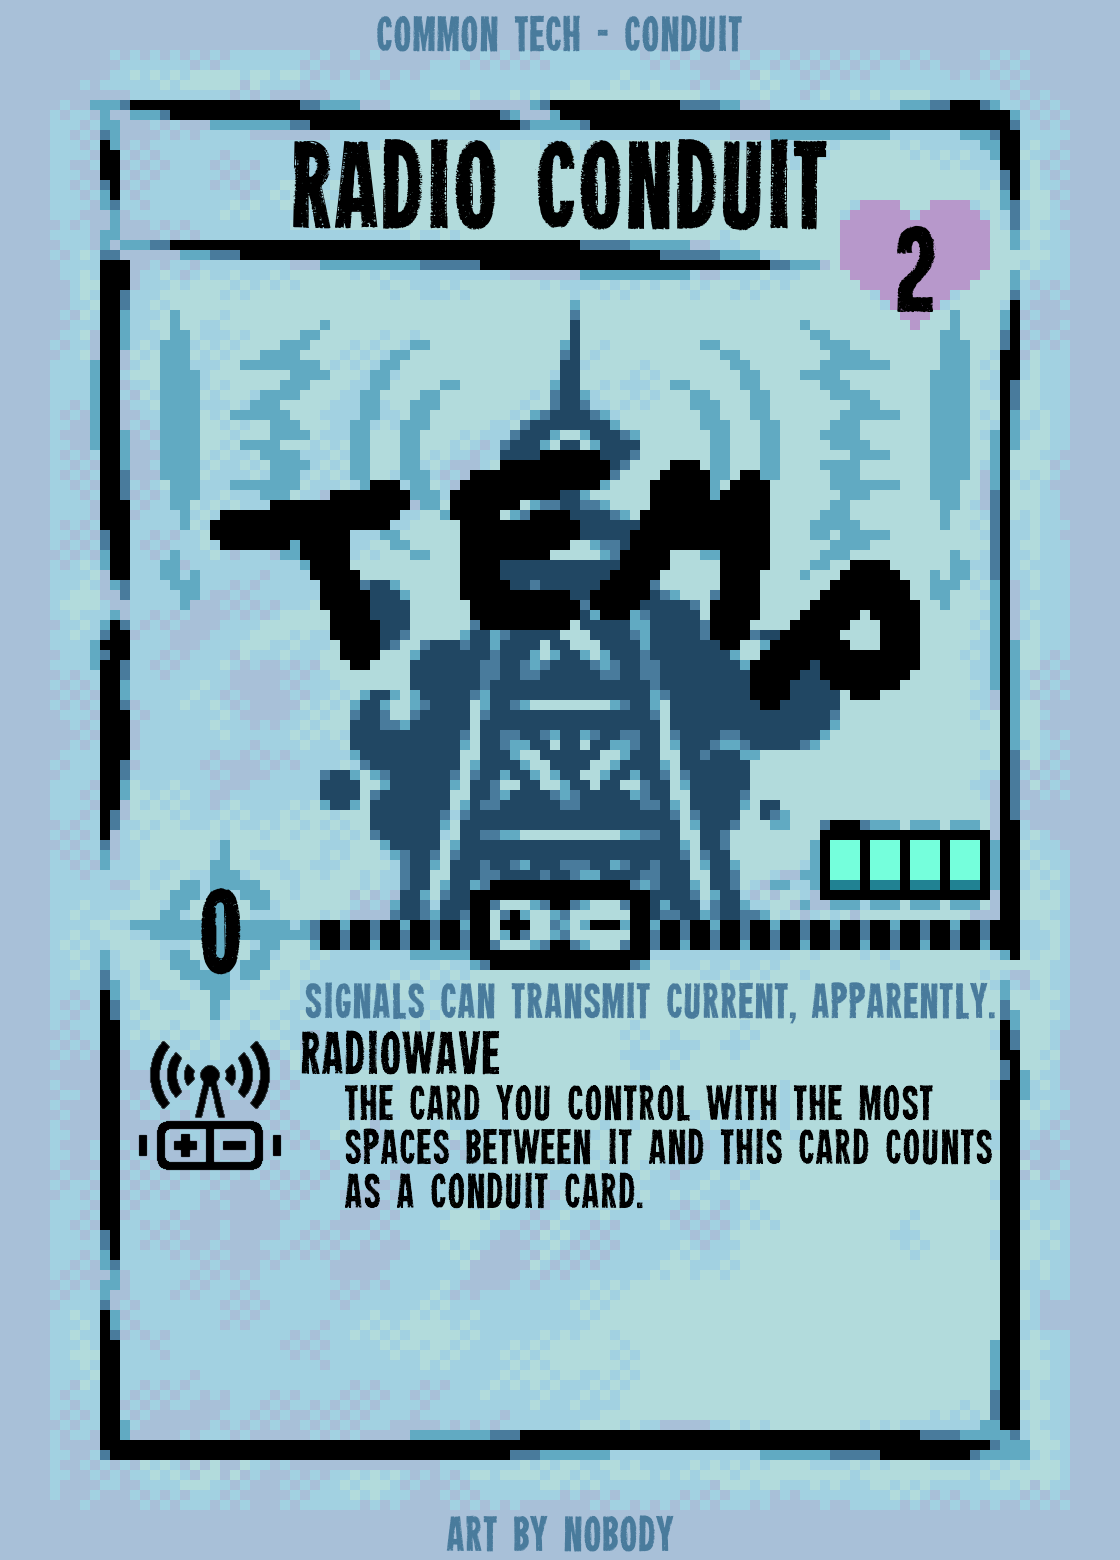 COMMON TECH - CONDUIT
RADIO CONDUIT
2
TEMP
0
SIGNALS CAN TRANSMIT CURRENT, APPARENTLY.
RADIOWAVE
THE CARD YOU CONTROL WITH THE MOST
SPACES BETWEEN IT AND THIS CARD COUNTS
AS A CONDUIT CARD.
ART BY NOBODY